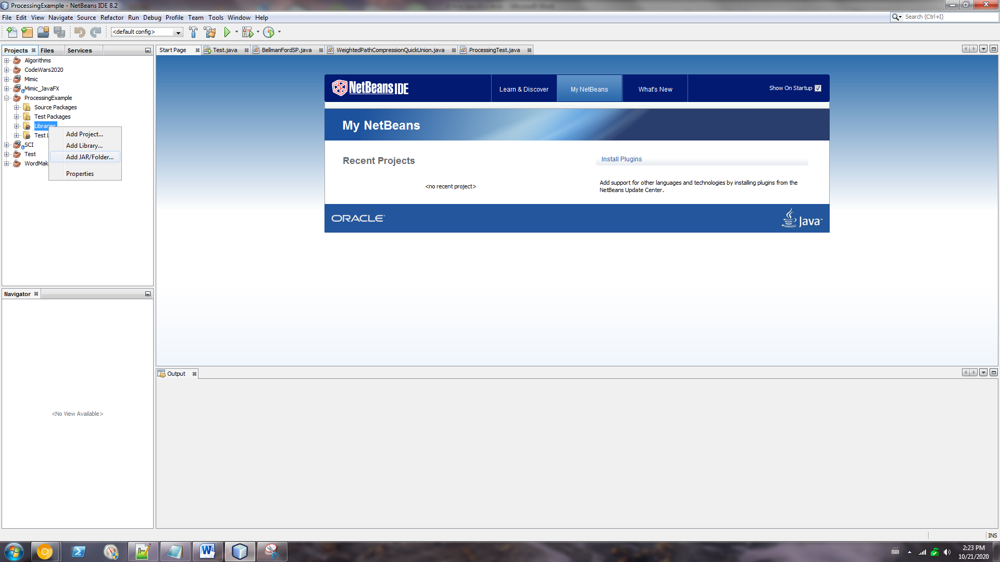 ProcessingExample - NetBeans IDE 8.2
File Edit View Navigate Source Refactor Run Debug Profile Team Tools Window Help
Search (Ctrl+I)
<default config>
Projects Files Services
Start Page Test.java BellmanFordSP.java WeightedPathCompressionQuickUnion.java ProcessingTest.java
Algorithms
CodeWars2020
Mimic
Mimic_JavaFX
ProcessingExample
Source Packages
Test Packages
Libraries
Test L
SCI
Test
WordMak
Add Project...
Add Library...
Add JAR/Folder...
Properties
NetBeans IDE
Learn & Discover
My NetBeans
What's New
Show On Startup
My NetBeans
Recent Projects
<no recent project>
Install Plugins
Add support for other languages and technologies by installing plugins from the
NetBeans Update Center.
ORACLE
Java™
Navigator
<No View Available>
Output
INS
2:23 PM
10/21/2020